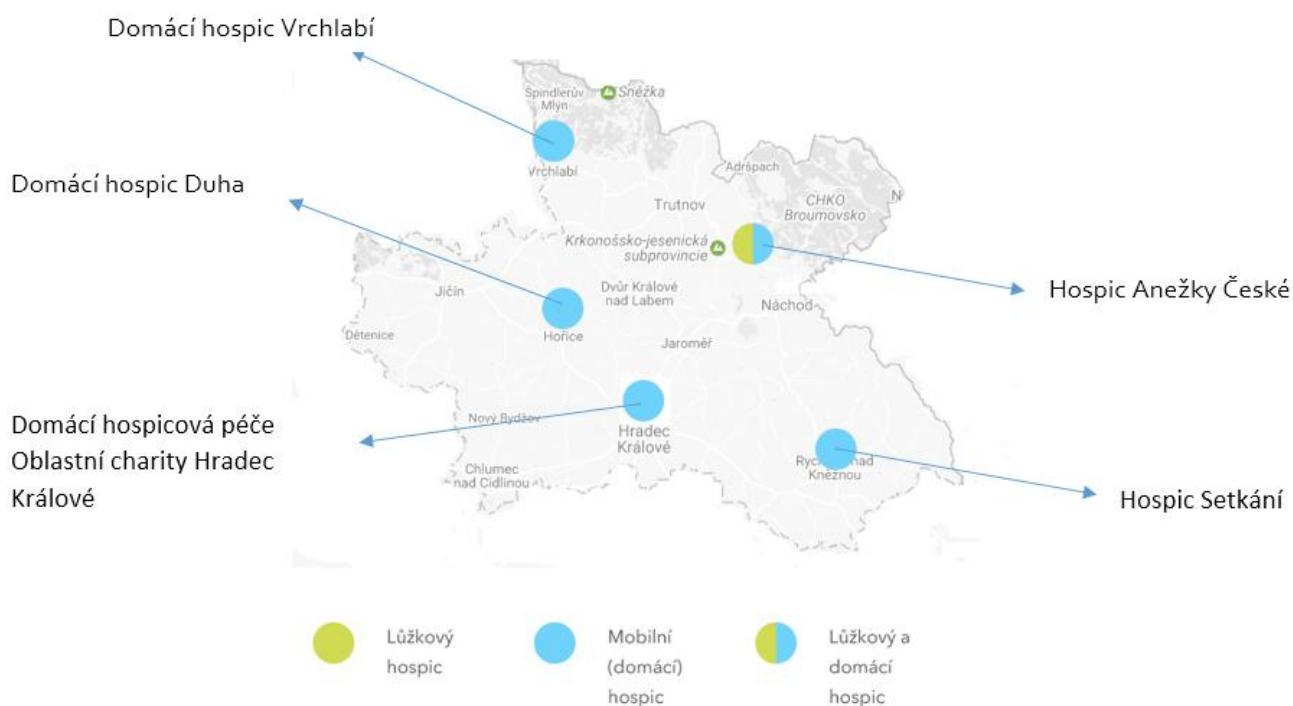 Domácí hospic Vrchlabí
Špindlerův
Mlýn
Sněžka
Vrchlabí
Adršpach
Domácí hospic Duha
Trutnov
CHKO
Broumovsko
N
Krkonošsko-jesenická
subprovincie
Hospic Anežky České
Jičín
Dvůr Králové
nad Labem
Náchod
Dětenice
Hořice
Jaroměř
Domácí hospicová péče
Oblastní charity Hradec
Králové
Nový Bydžov
Hradec
Králové
Chlumec
nad Cidlinou
nad
Kněžnou
Hospic Setkání
Lůžkový
hospic
Mobilní
(domácí)
hospic
Lůžkový a
domácí
hospic